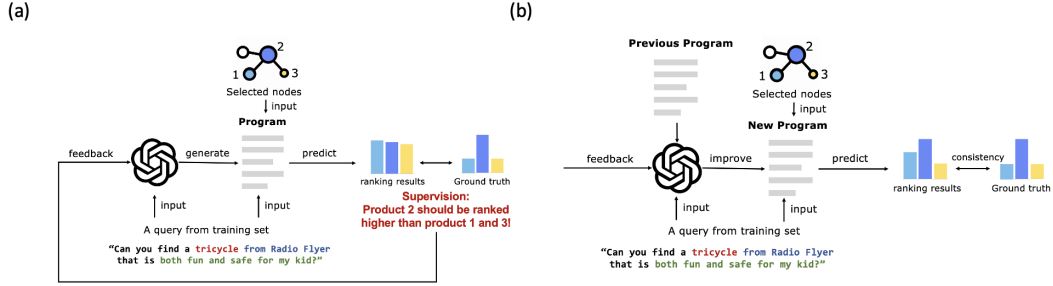 (a)
2
1
3
Selected nodes
input
Program
feedback
generate
predict
ranking results
Ground truth
input
input
Supervision:
Product 2 should be ranked
higher than product 1 and 3!
A query from training set
“Can you find a tricycle from Radio Flyer
that is both fun and safe for my kid?”
(b)
Previous Program
2
1
3
Selected nodes
input
New Program
feedback
improve
predict
consistency
ranking results
Ground truth
input
input
A query from training set
“Can you find a tricycle from Radio Flyer
that is both fun and safe for my kid?”